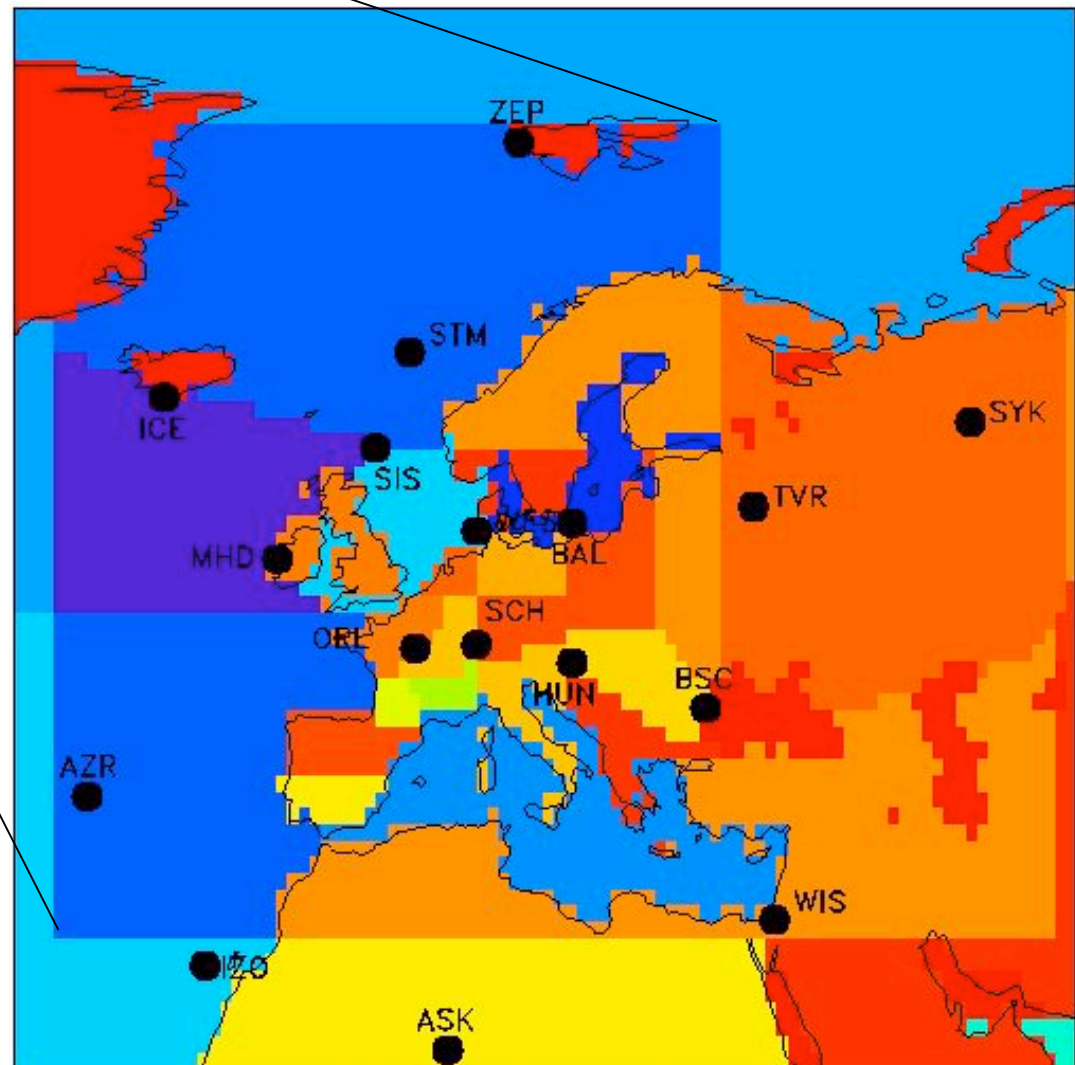 ZEP
STM
ICE
SYK
SIS
TVR
MHD
BAL
SCH
ORL
HUN
BSC
AZR
WIS
IZO
ASK